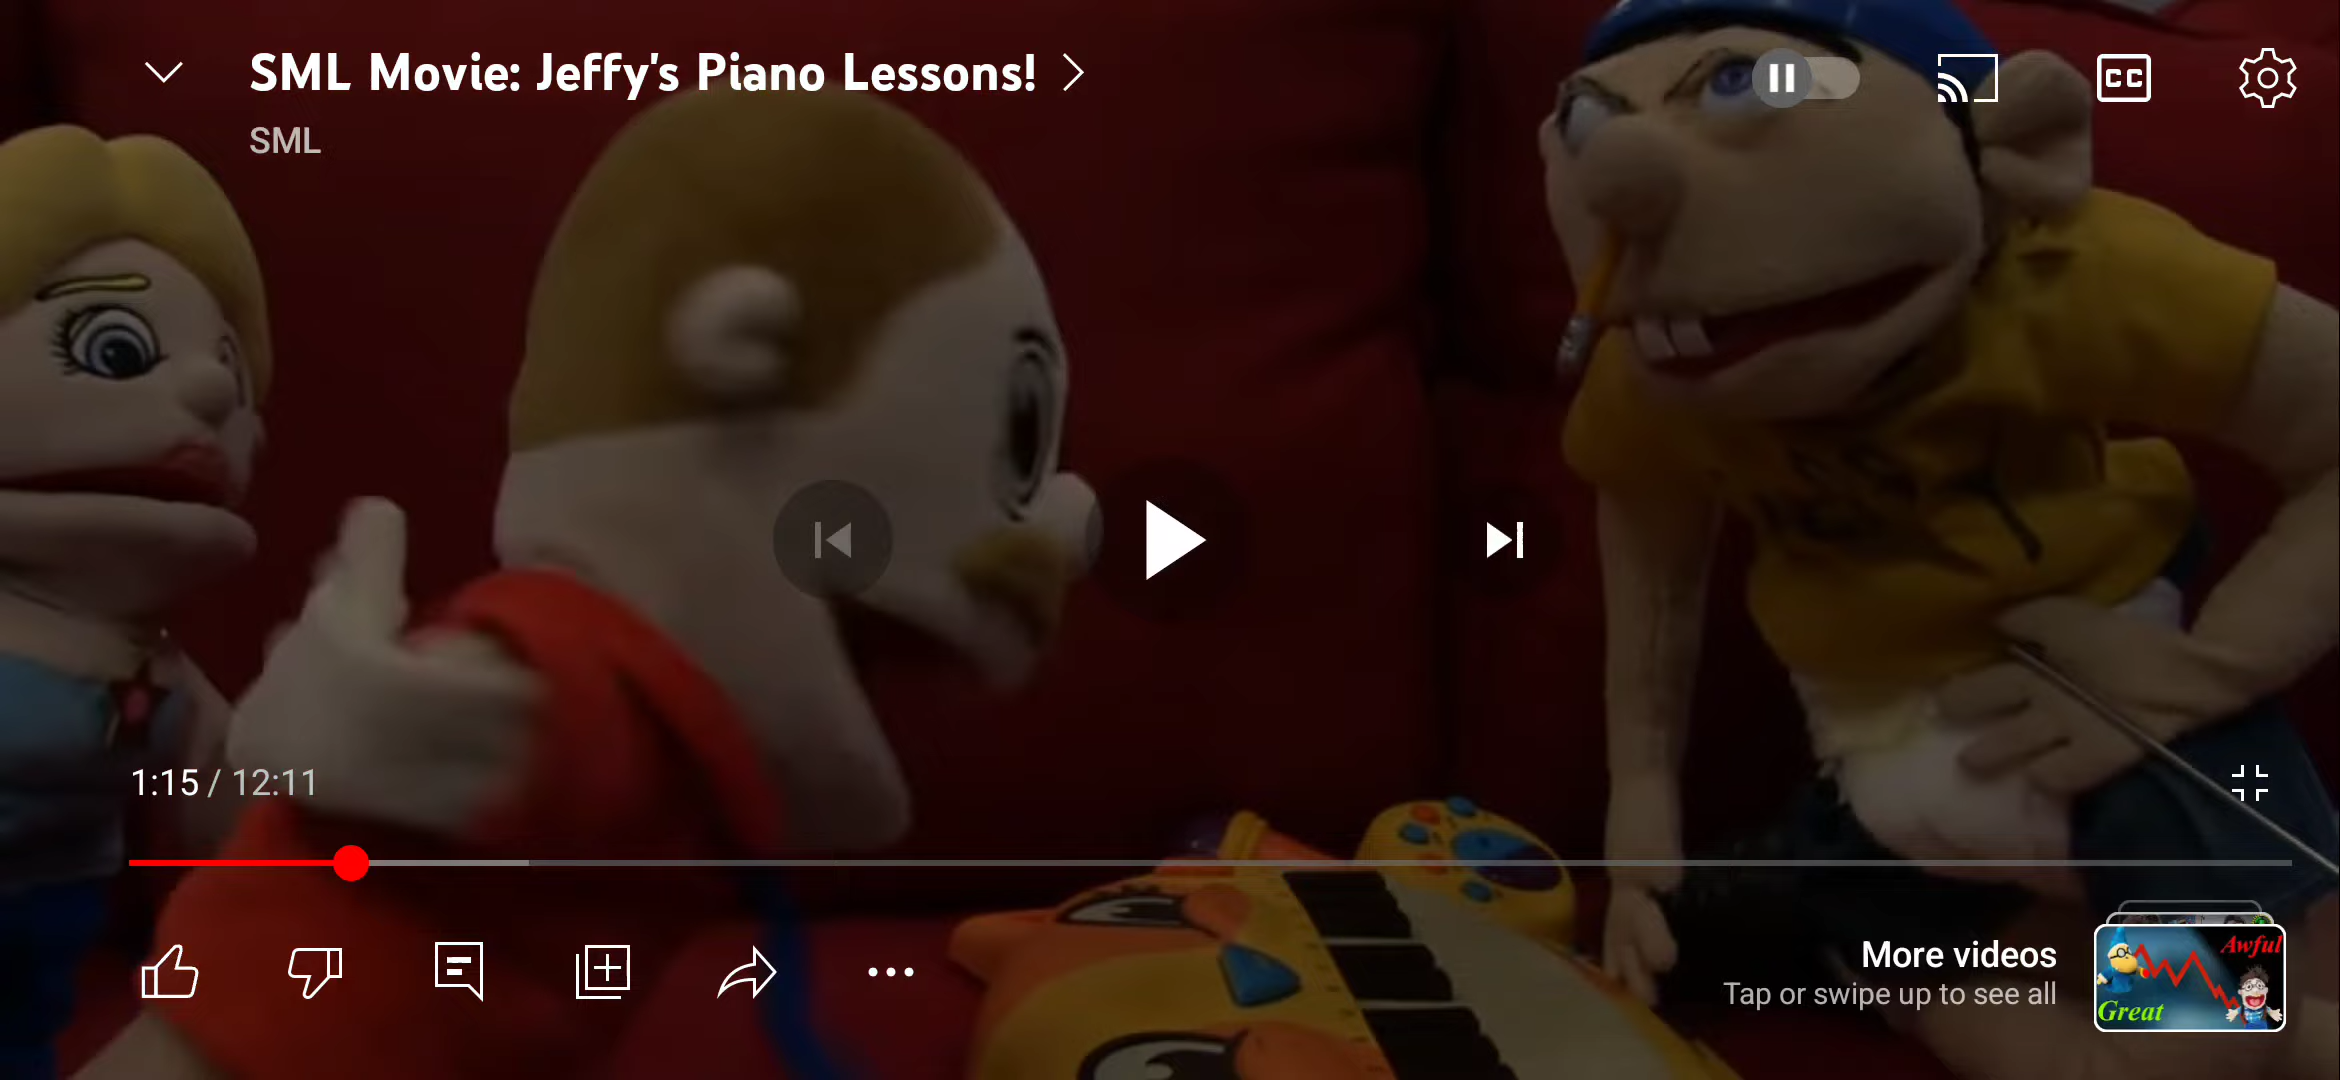 SML Movie: Jeffy's Piano Lessons!
SML
CC
1:15 / 12:11
More videos
Tap or swipe up to see all
Awful
Great